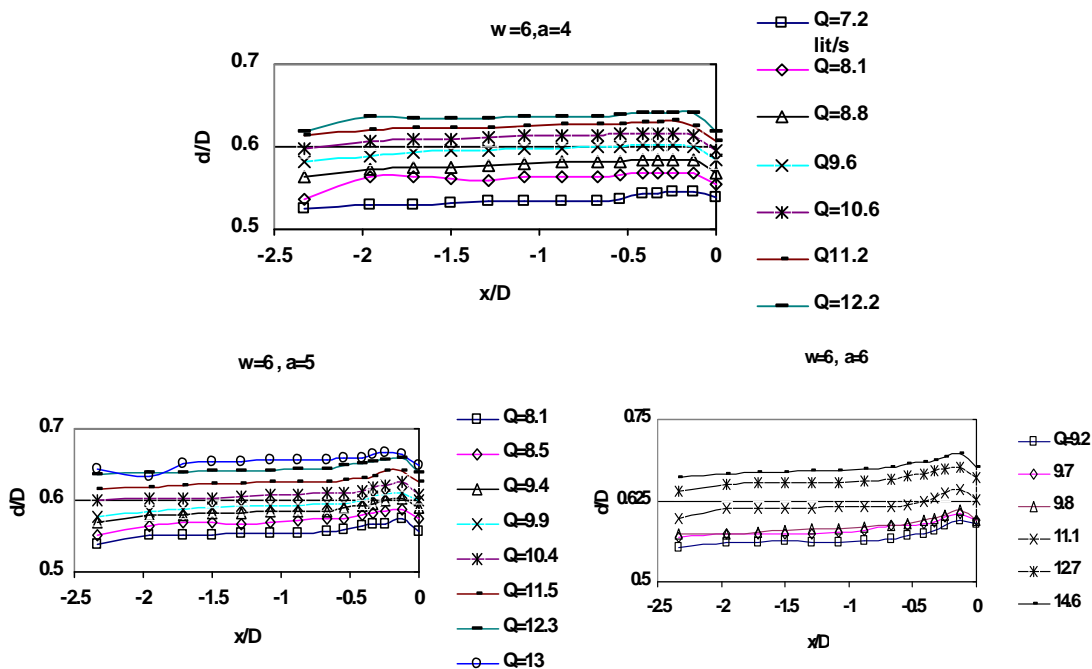 w=6,a=4
0.7
0.6
0.5
d/D
-2.5
-2
-1.5
-1
-0.5
0
x/D
Q=7.2
lit/s
Q=8.1
Q=8.8
Q9.6
Q=10.6
Q11.2
Q=12.2
w=6, a=5
0.7
0.6
0.5
d/D
-2.5
-2
-1.5
-1
-0.5
0
x/D
Q=8.1
Q=8.5
Q=9.4
Q=9.9
Q=10.4
Q=11.5
Q=12.3
Q=13
w=6, a=6
0.75
0.625
0.5
d/D
-2.5
-2
-1.5
-1
-0.5
0
x/D
Q=9.2
9.7
9.8
11.1
12.7
14.6